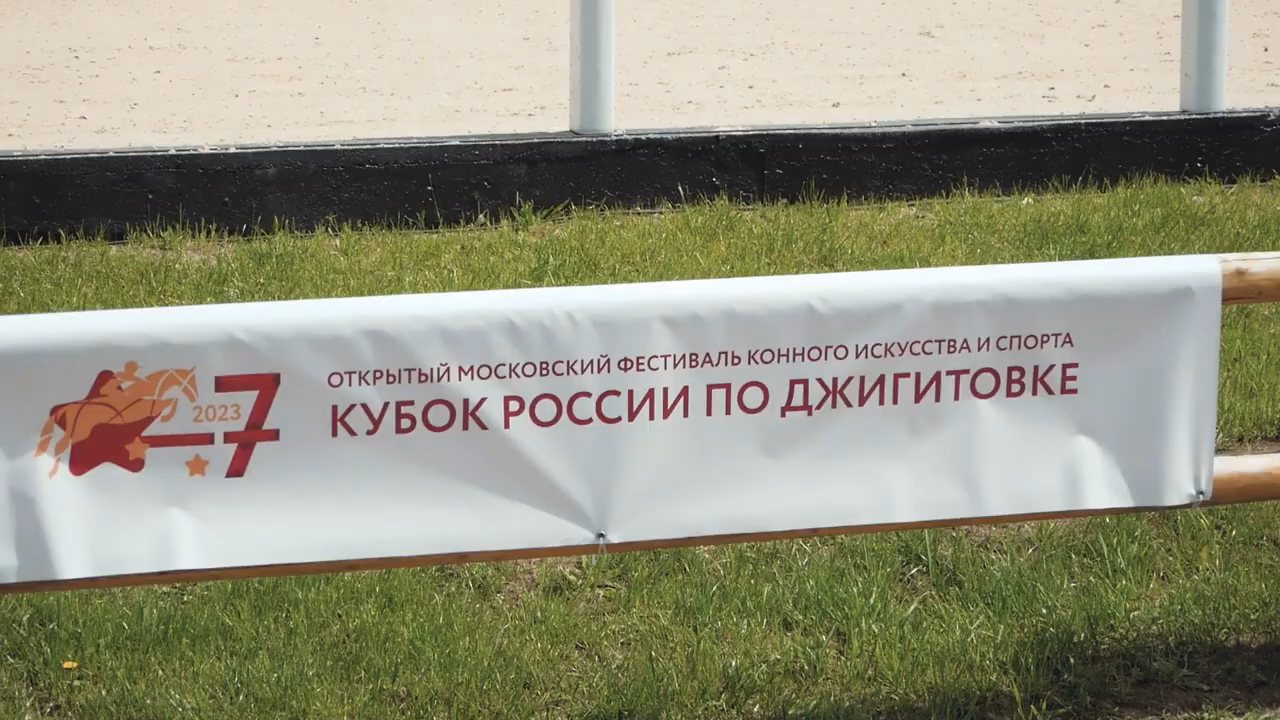 2023
7
ОТКРЫТЫЙ МОСКОВСКИЙ ФЕСТИВАЛЬ КОННОГО ИСКУССТВА И СПОРТА
КУБОК РОССИИ ПО ДЖИГИТОВКЕ